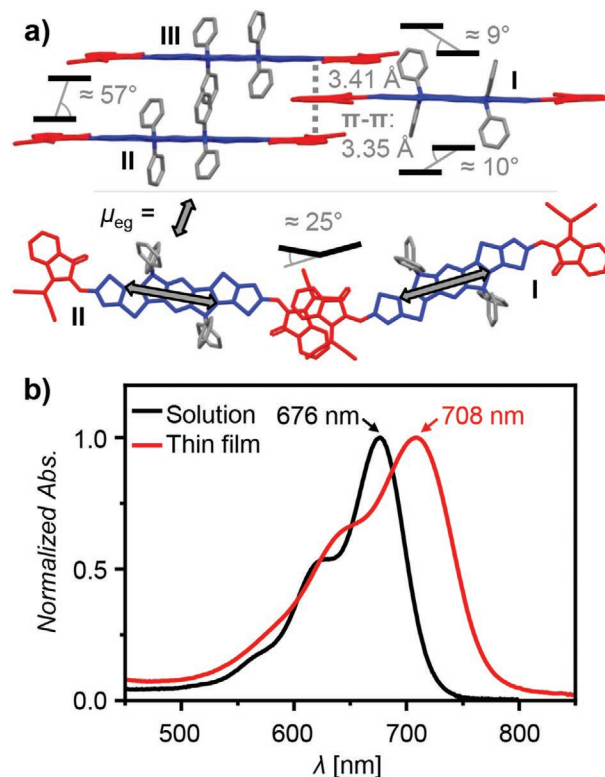 a)
III
≈ 9°
≈ 57°
3.41 Å
I
π-π:
3.35 Å
II
≈ 10°
μeg =
≈ 25°
II
I
b)
Solution
676 nm
708 nm
Thin film
1.0
Normalized Abs.
0.5
0.0
500
600
700
800
λ [nm]